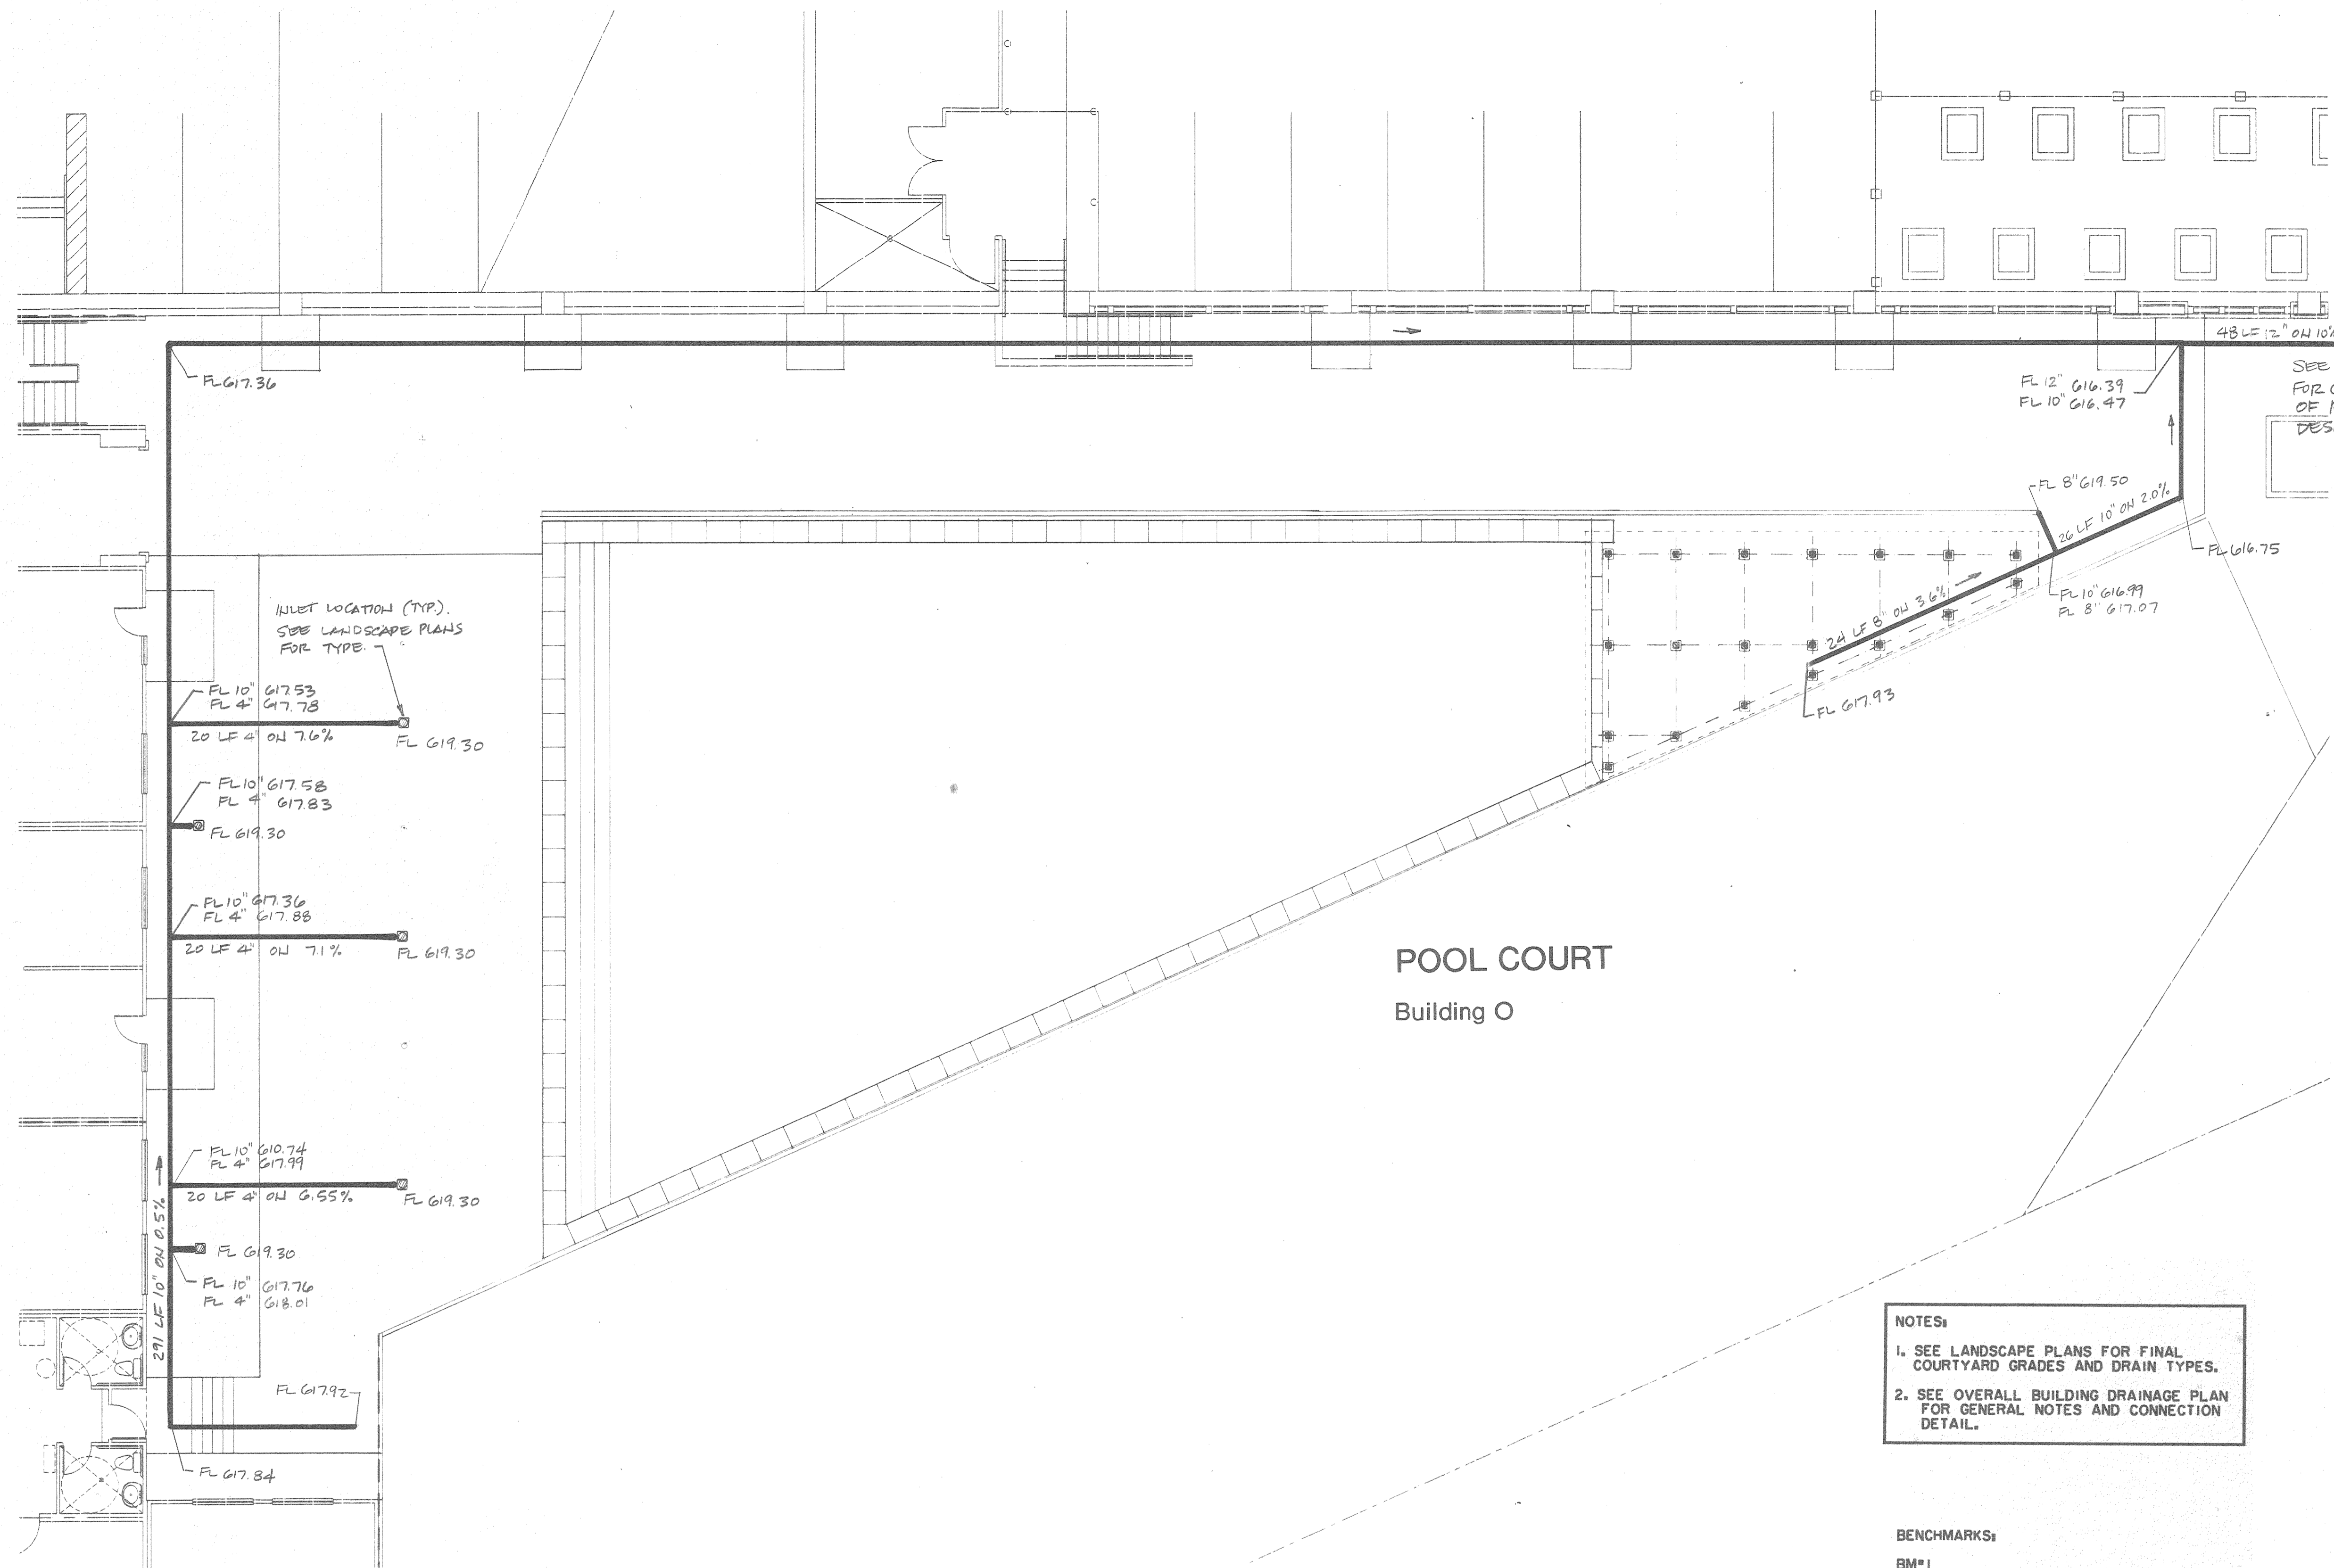 48 LF 12" ON 10%
SEE
FOR
OF
DES
FL 617.36
FL 12" 616.39
FL 10" 616.47
FL 8" 619.50
26 LF 10" ON 2.0%
FL 616.75
FL 10" 616.99
FL 8" 617.07
24 LF 8" ON 3.6%
FL 617.93
INLET LOCATION (TYP.).
SEE LANDSCAPE PLANS
FOR TYPE.
FL 10" 617.53
FL 4" 617.78
20 LF 4" ON 7.6%
FL 619.30
FL 10" 617.58
FL 4" 617.83
FL 619.30
FL 10" 617.36
FL 4" 617.88
20 LF 4" ON 7.1%
FL 619.30
POOL COURT
Building O
FL 10" 610.74
FL 4" 617.99
20 LF 4" ON 6.55%
FL 619.30
291 LF 10" ON 0.5%
FL 619.30
FL 10" 617.76
FL 4" 618.01
FL 617.92
FL 617.84
NOTES:
1. SEE LANDSCAPE PLANS FOR FINAL
COURTYARD GRADES AND DRAIN TYPES.
2. SEE OVERALL BUILDING DRAINAGE PLAN
FOR GENERAL NOTES AND CONNECTION
DETAIL.
BENCHMARKS:
BM#1